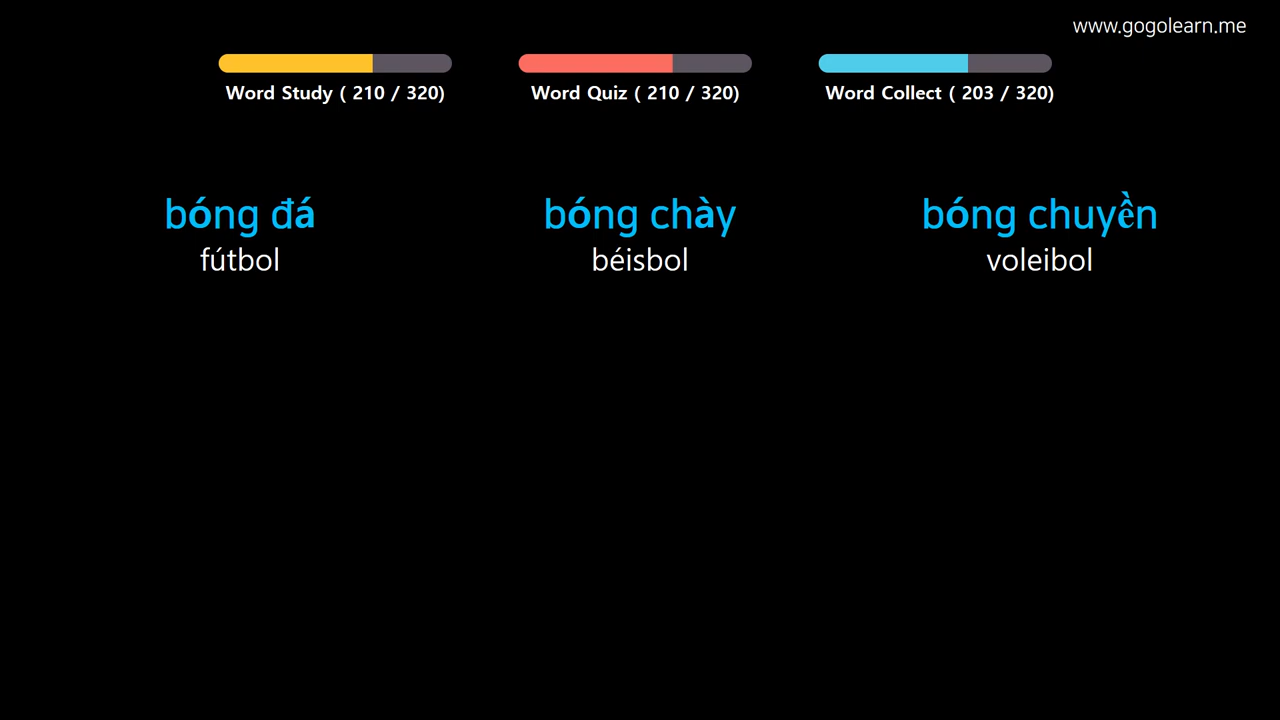 www.gogolearn.me
Word Study ( 210 / 320)
Word Quiz ( 210 / 320)
Word Collect ( 203 / 320)
bóng đá
fútbol
bóng chày
béisbol
bóng chuyền
voleibol